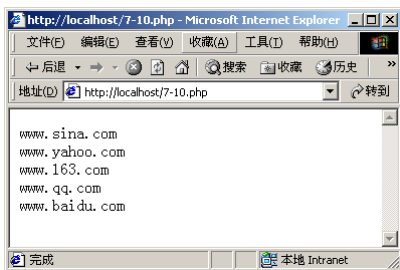 http://localhost/7-10.php - Microsoft Internet Explorer
文件(F) 编辑(E) 查看(V) 收藏(A) 工具(T) 帮助(H)
后退 搜索 收藏 历史 »
地址(D) http://localhost/7-10.php 转到
www.sina.com
www.yahoo.com
www.163.com
www.qq.com
www.baidu.com
完成 本地 Intranet